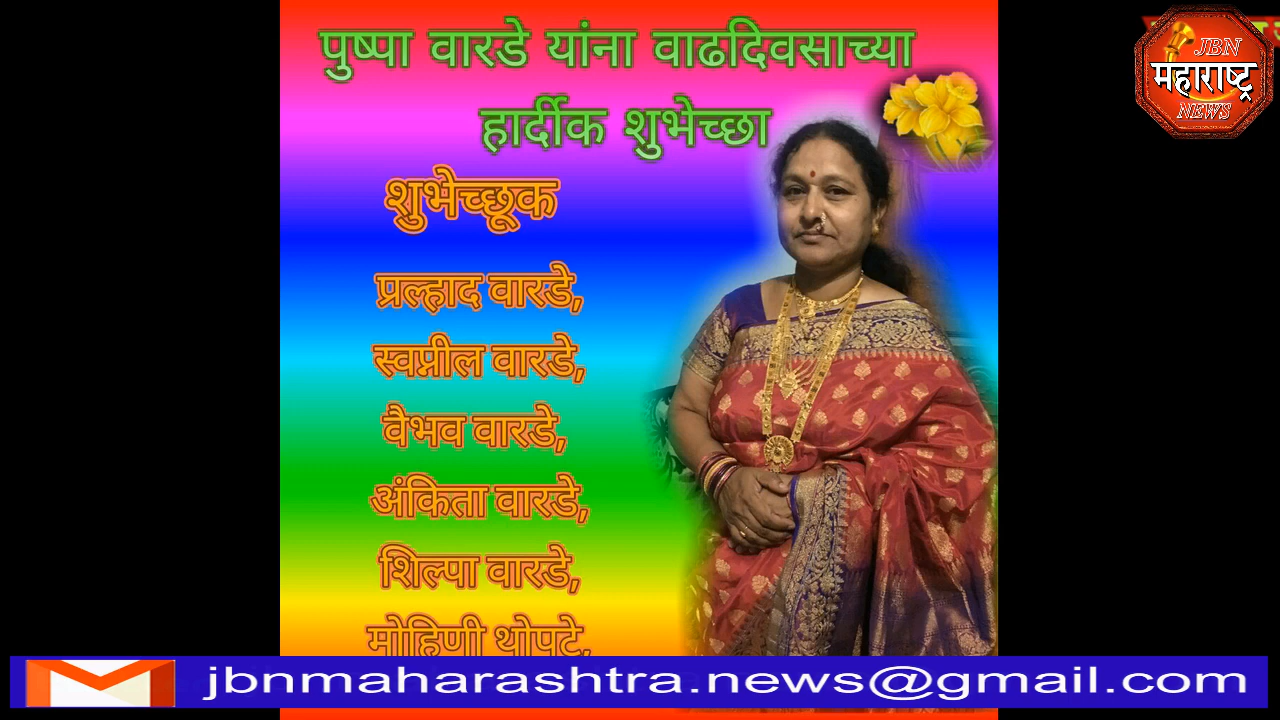 पुष्पा वारडे यांना वाढदिवसाच्या
हार्दीक शुभेच्छा
शुभेच्छूक
प्रल्हाद वारडे,
स्वप्नील वारडे,
वैभव वारडे,
अंकिता वारडे,
शिल्पा वारडे,
मोहिणी थोपटे,
JBN
महाराष्ट्र
NEWS
jbnmaharashtra.news@gmail.com